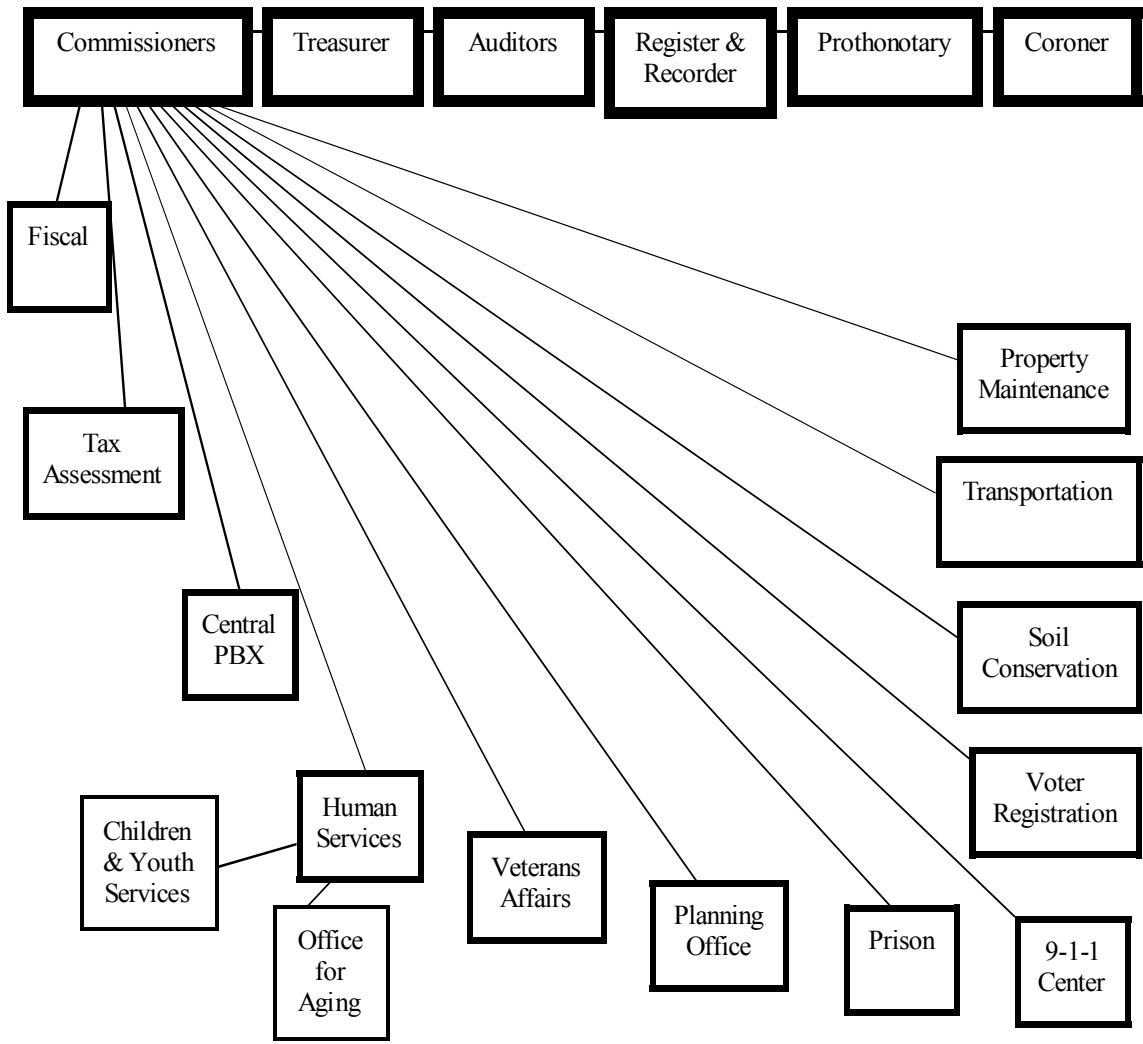 Commissioners
Treasurer
Auditors
Register &
Recorder
Prothonotary
Coroner
Fiscal
Property
Maintenance
Tax
Assessment
Transportation
Central
PBX
Soil
Conservation
Human
Services
Voter
Registration
Children
& Youth
Services
Veterans
Affairs
Planning
Office
Prison
9-1-1
Center
Office
for
Aging